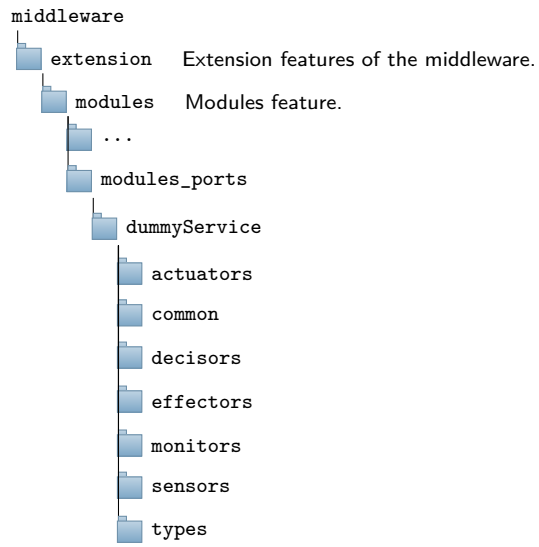 middleware
extension Extension features of the middleware.
modules Modules feature.
...
modules_ports
dummyService
actuators
common
decisors
effectors
monitors
sensors
types